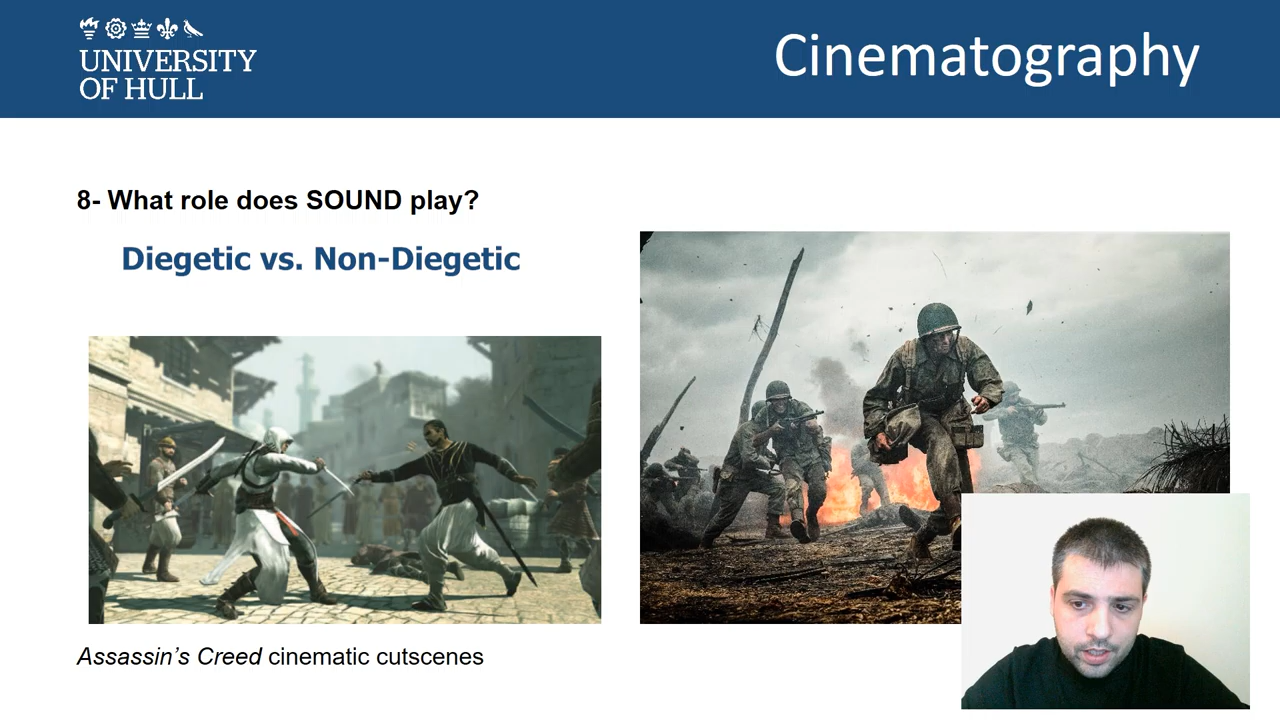 UNIVERSITY
OF HULL
Cinematography
8- What role does SOUND play?
Diegetic vs. Non-Diegetic
Assassin’s Creed cinematic cutscenes